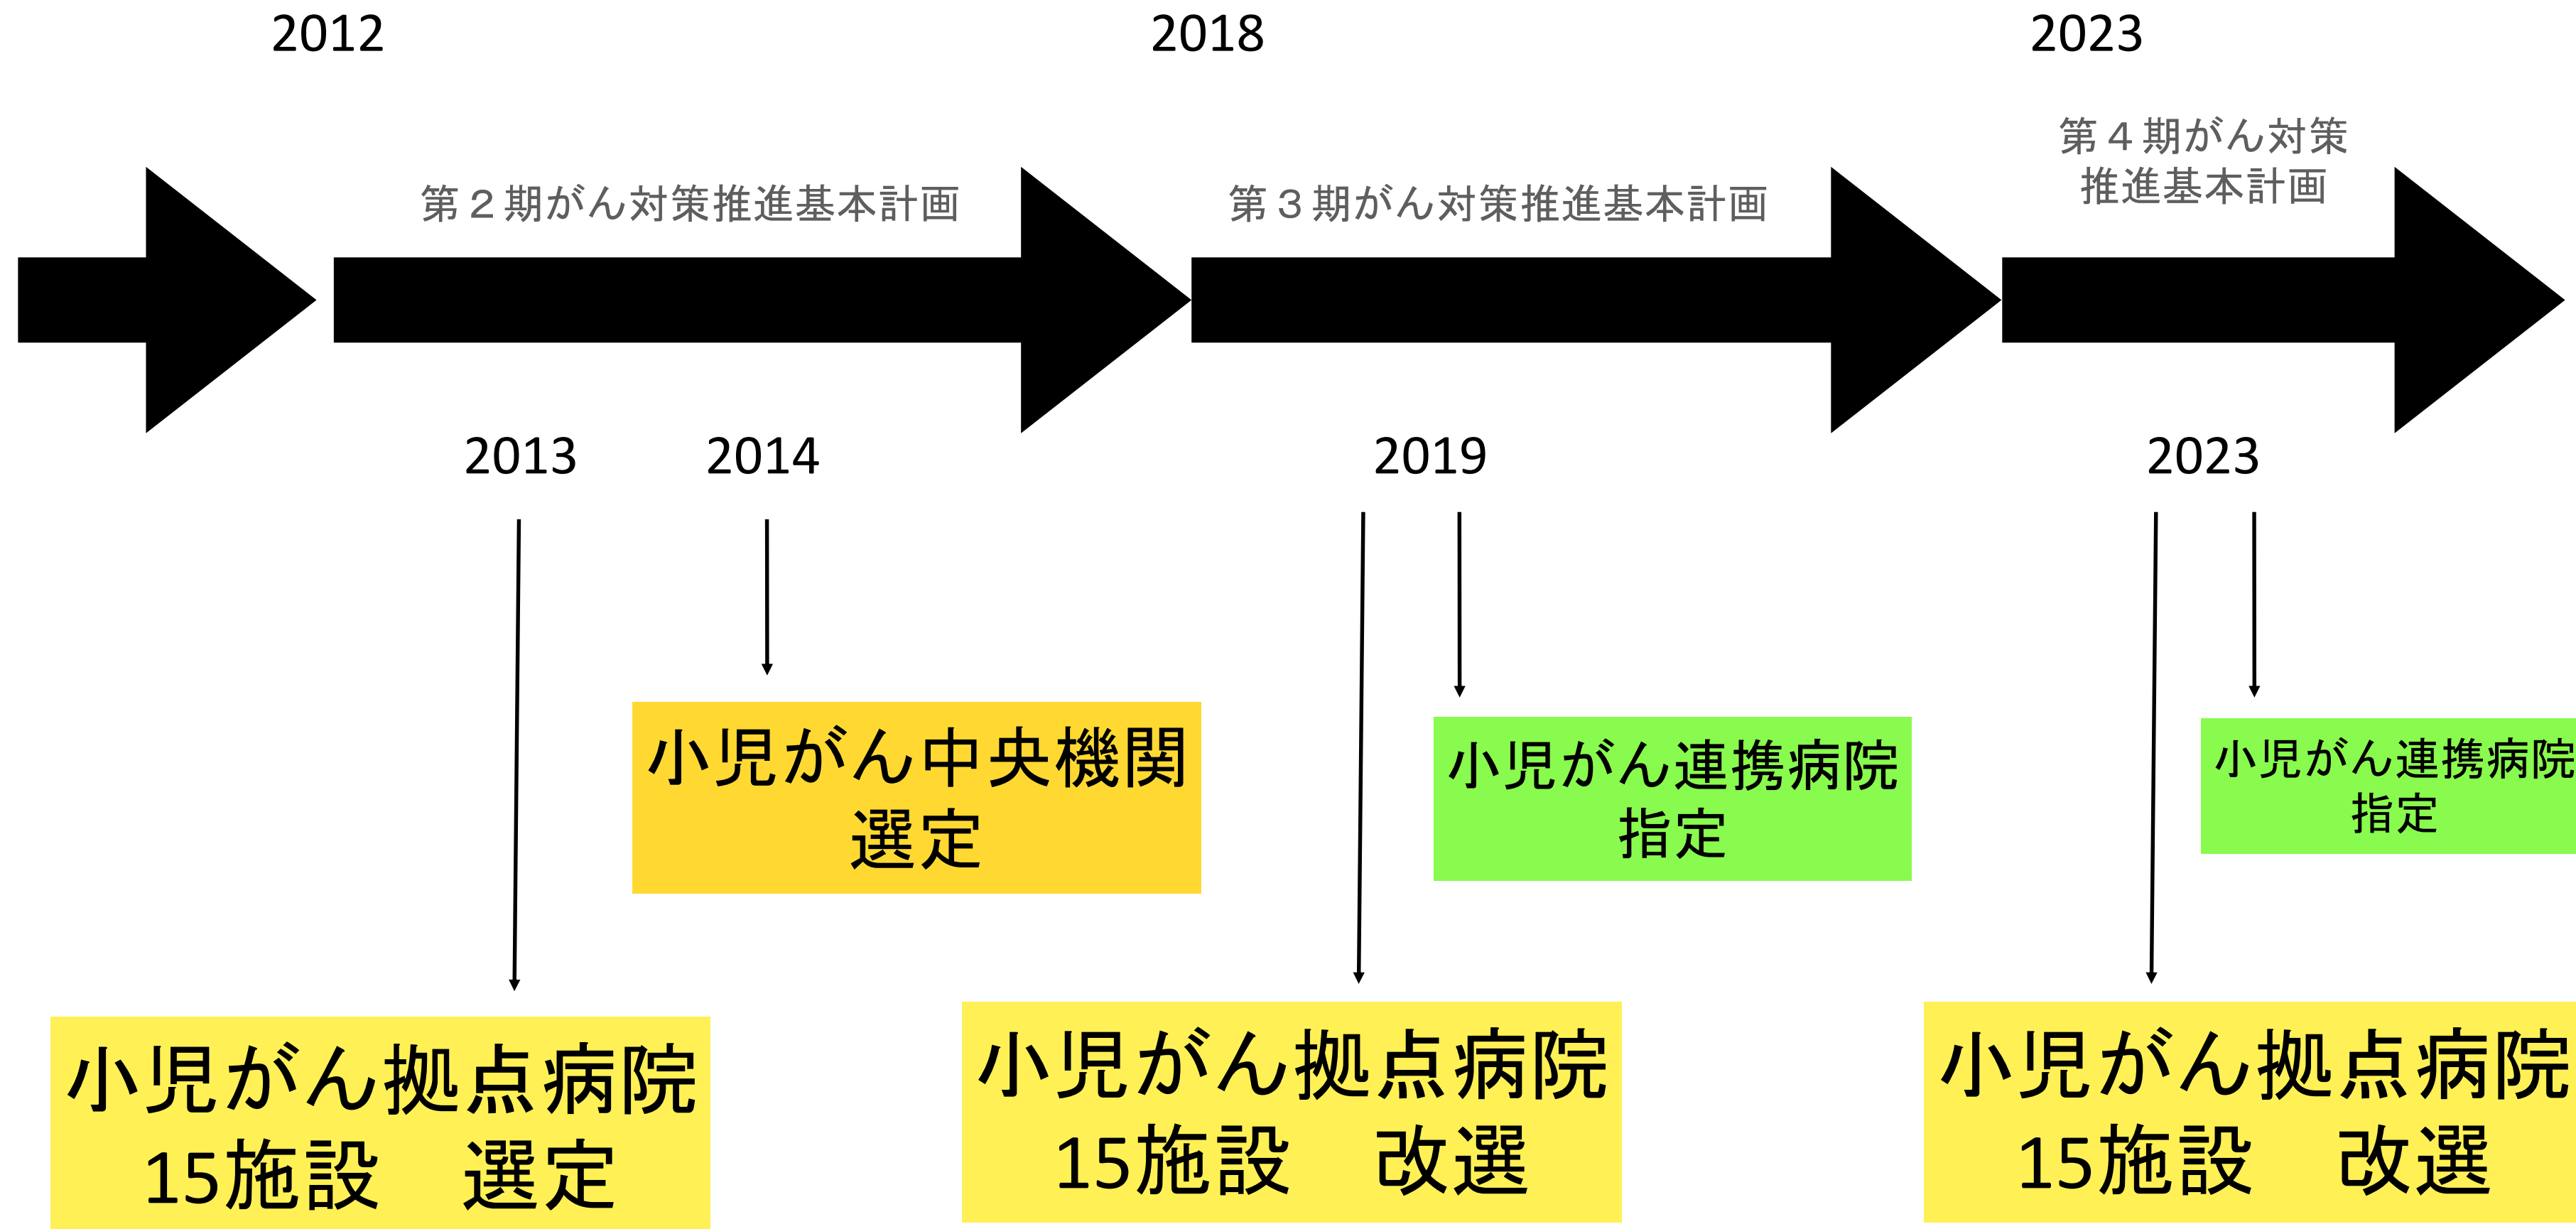 2012
2018
2023
第２期がん対策推進基本計画
第３期がん対策推進基本計画
第４期がん対策
推進基本計画
2013
2014
2019
2023
小児がん中央機関
選定
小児がん連携病院
指定
小児がん連携病院
指定
小児がん拠点病院
15施設　選定
小児がん拠点病院
15施設　改選
小児がん拠点病院
15施設　改選